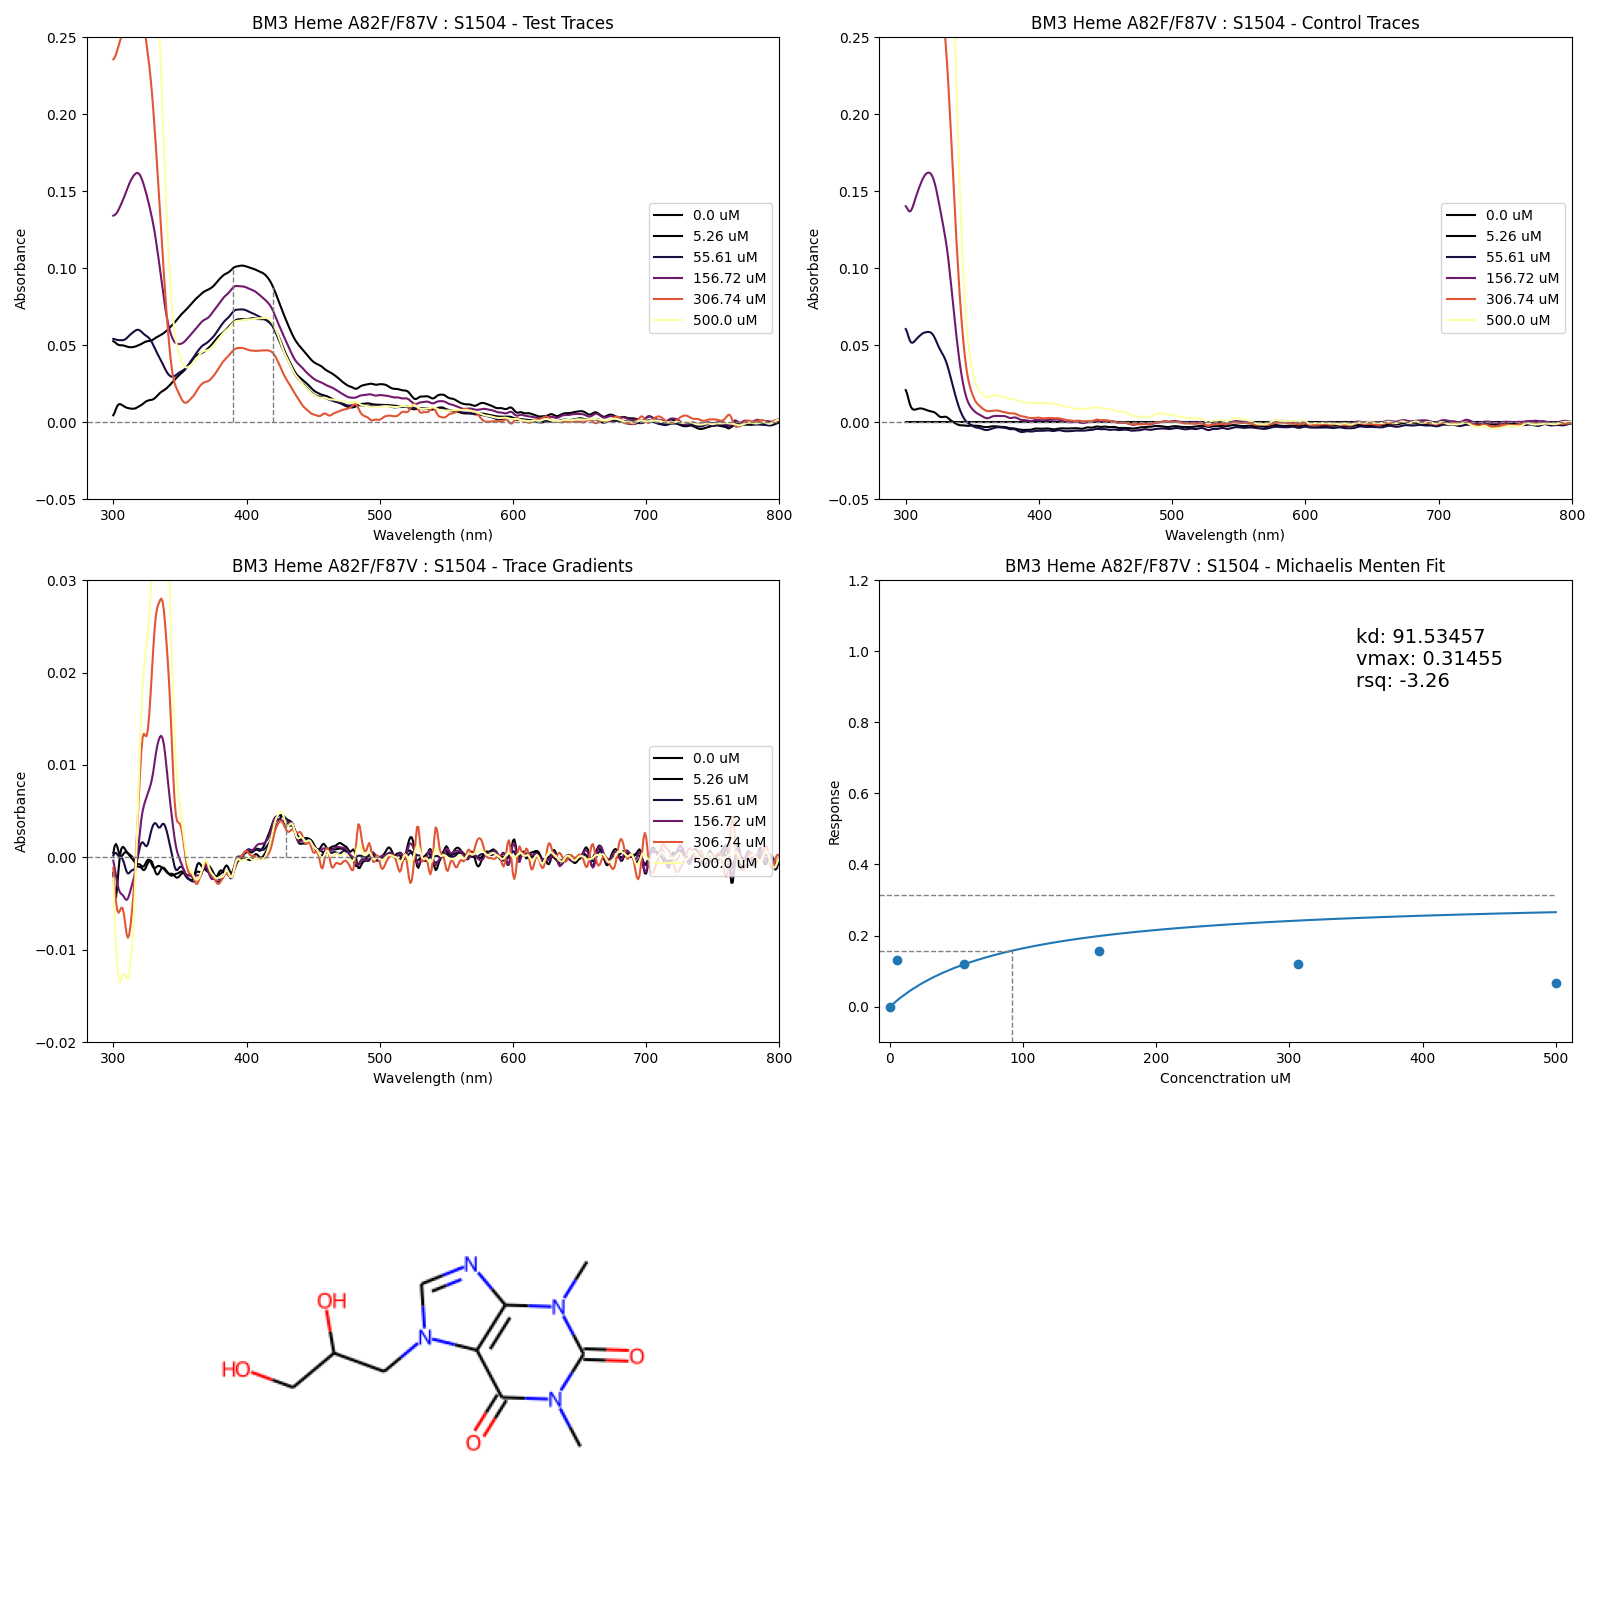 BM3 Heme A82F/F87V : S1504 - Test Traces
0.25
0.20
0.15
0.10
0.05
0.00
−0.05
Absorbance
300 400 500 600 700 800
Wavelength (nm)
0.0 uM
5.26 uM
55.61 uM
156.72 uM
306.74 uM
500.0 uM
BM3 Heme A82F/F87V : S1504 - Control Traces
0.25
0.20
0.15
0.10
0.05
0.00
−0.05
Absorbance
300 400 500 600 700 800
Wavelength (nm)
0.0 uM
5.26 uM
55.61 uM
156.72 uM
306.74 uM
500.0 uM
BM3 Heme A82F/F87V : S1504 - Trace Gradients
0.03
0.02
0.01
0.00
−0.01
−0.02
Absorbance
300 400 500 600 700 800
Wavelength (nm)
0.0 uM
5.26 uM
55.61 uM
156.72 uM
306.74 uM
500.0 uM
BM3 Heme A82F/F87V : S1504 - Michaelis Menten Fit
1.2
1.0
0.8
0.6
0.4
0.2
0.0
Response
0 100 200 300 400 500
Concenctration uM
kd: 91.53457
vmax: 0.31455
rsq: -3.26
N
OH
N
N
O
HO
N
O